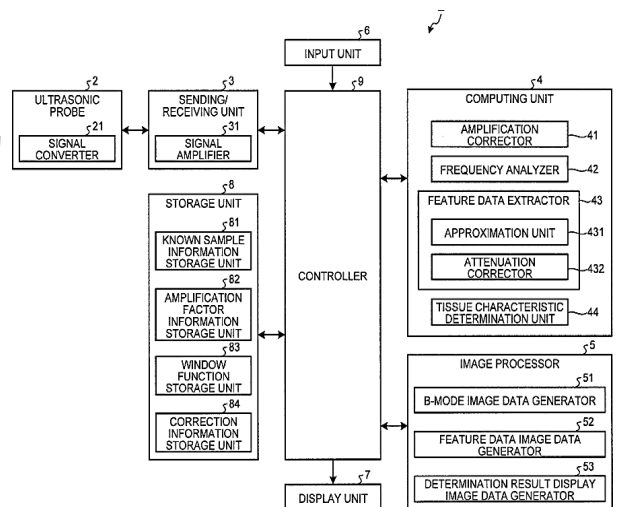 6
INPUT UNIT
2
ULTRASONIC
PROBE
21
SIGNAL
CONVERTER
3
SENDING/
RECEIVING UNIT
31
SIGNAL
AMPLIFIER
9
CONTROLLER
8
STORAGE UNIT
81
KNOWN SAMPLE
INFORMATION
STORAGE UNIT
82
AMPLIFICATION
FACTOR
INFORMATION
STORAGE UNIT
83
WINDOW
FUNCTION
STORAGE UNIT
84
CORRECTION
INFORMATION
STORAGE UNIT
4
COMPUTING UNIT
AMPLIFICATION
CORRECTOR
41
FREQUENCY ANALYZER
42
FEATURE DATA EXTRACTOR
43
APPROXIMATION UNIT
431
ATTENUATION
CORRECTOR
432
TISSUE CHARACTERISTIC
DETERMINATION UNIT
44
5
IMAGE PROCESSOR
51
B-MODE IMAGE DATA GENERATOR
52
FEATURE DATA IMAGE DATA
GENERATOR
53
DETERMINATION RESULT DISPLAY
IMAGE DATA GENERATOR
7
DISPLAY UNIT